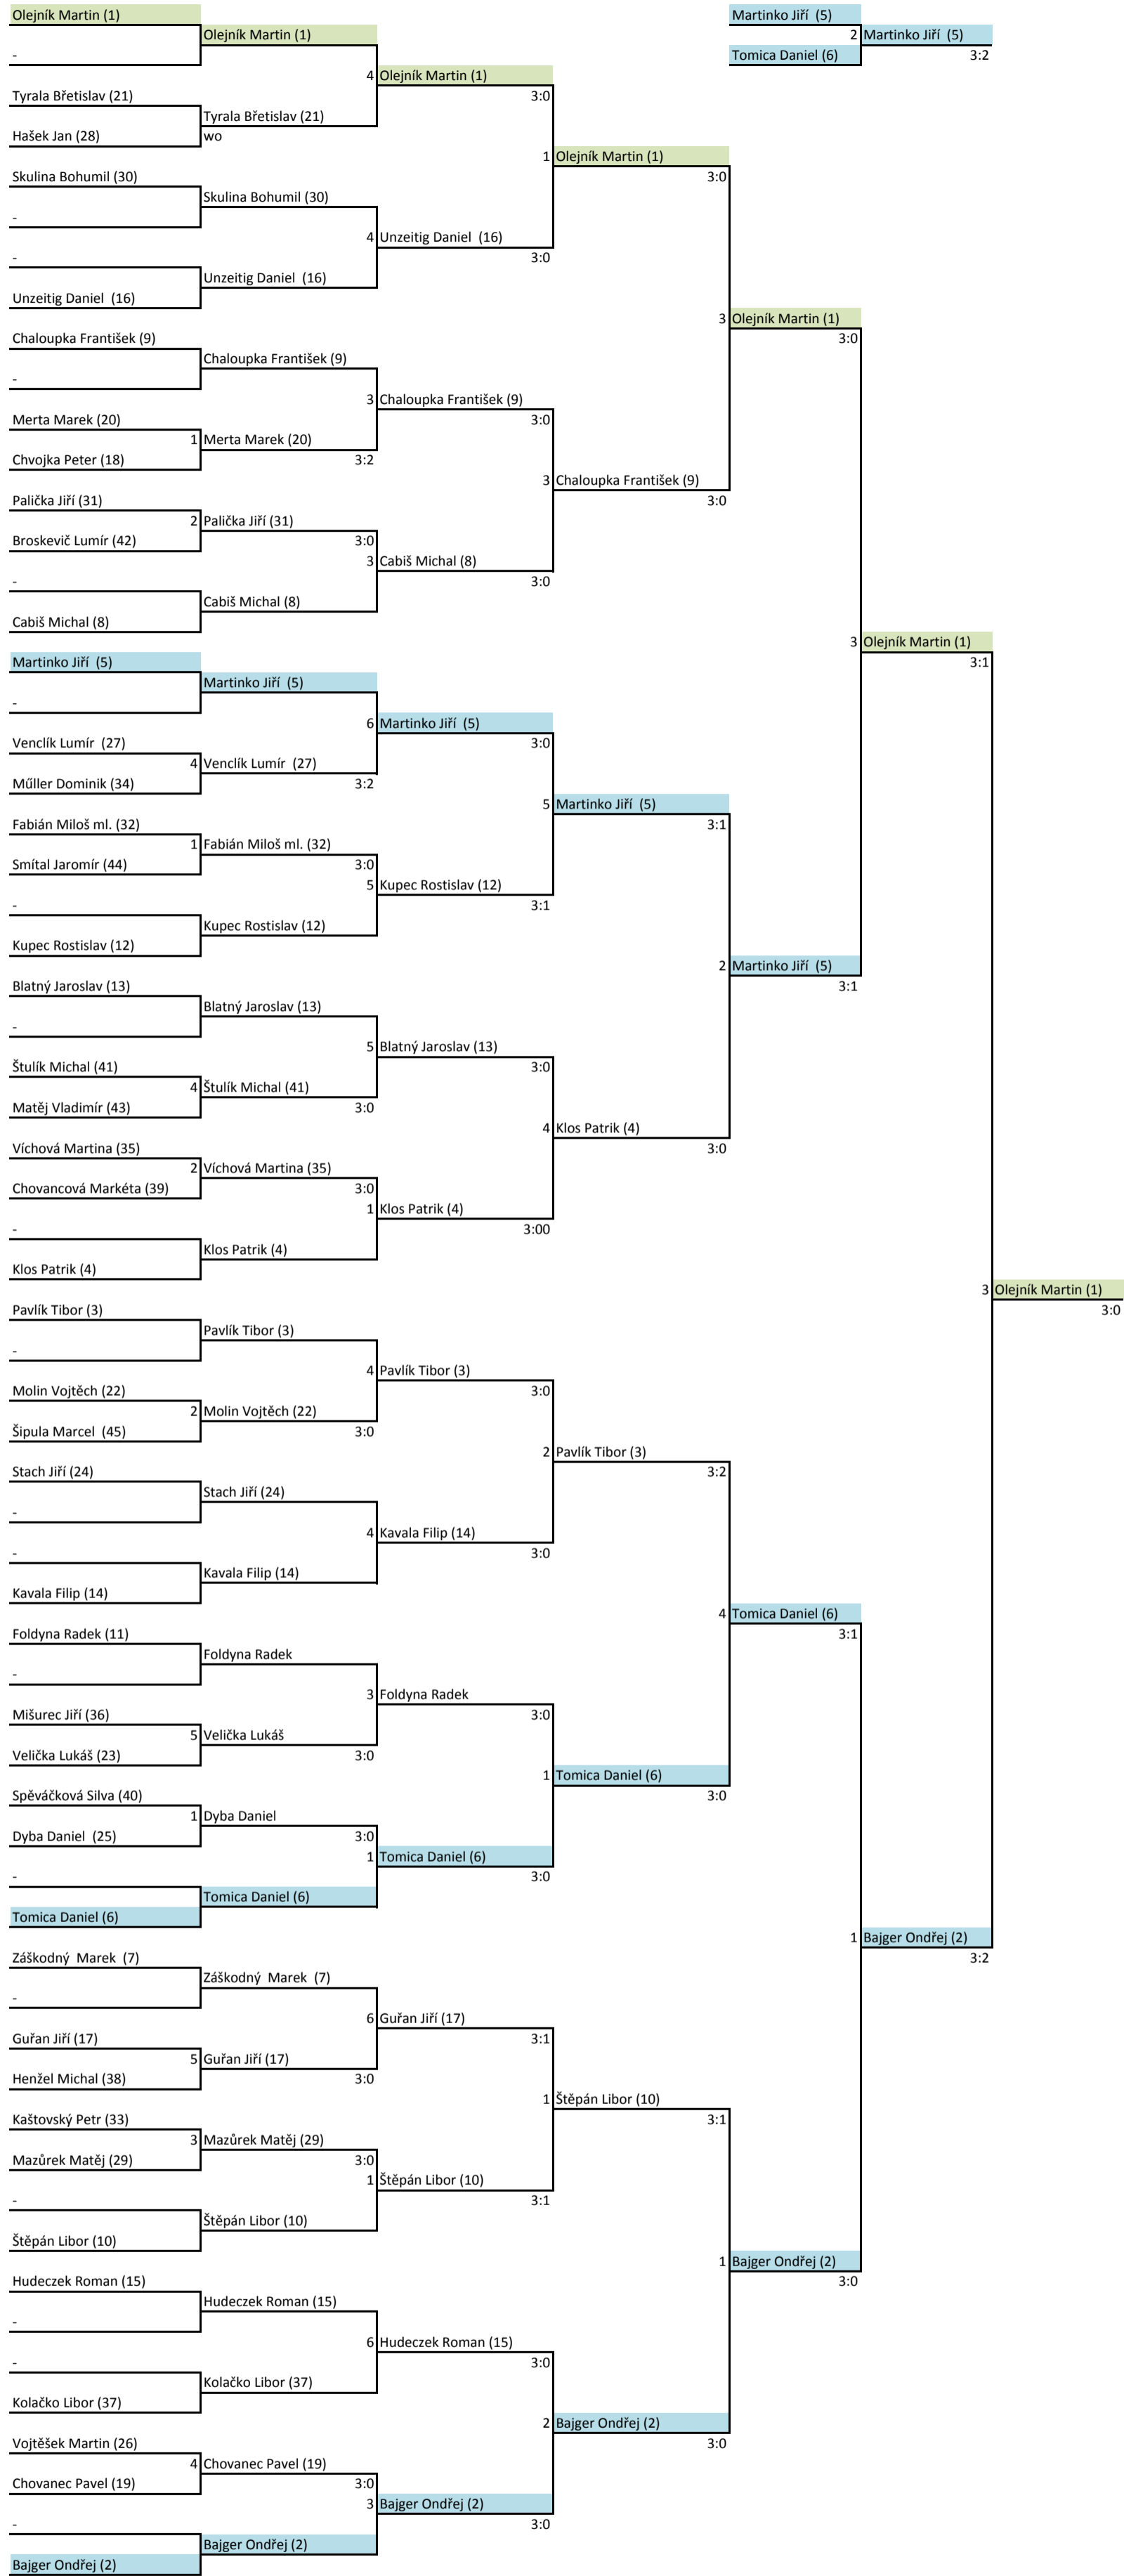 Olejník Martin (1)
Martinko Jiří  (5)
Olejník Martin (1)
2 Martinko Jiří  (5)
-
Tomica Daniel (6)
3:2
4 Olejník Martin (1)
Tyrala Břetislav (21)
3:0
Tyrala Břetislav (21)
Hašek Jan (28)
wo
1 Olejník Martin (1)
Skulina Bohumil (30)
3:0
Skulina Bohumil (30)
-
4 Unzeitig Daniel  (16)
-
3:0
Unzeitig Daniel  (16)
Unzeitig Daniel  (16)
3 Olejník Martin (1)
Chaloupka František (9)
3:0
Chaloupka František (9)
-
3 Chaloupka František (9)
Merta Marek (20)
3:0
1 Merta Marek (20)
Chvojka Peter (18)
3:2
3 Chaloupka František (9)
Palička Jiří (31)
3:0
2 Palička Jiří (31)
Broskevič Lumír (42)
3:0
3 Cabiš Michal (8)
-
3:0
Cabiš Michal (8)
Cabiš Michal (8)
3 Olejník Martin (1)
Martinko Jiří  (5)
3:1
Martinko Jiří  (5)
-
6 Martinko Jiří  (5)
Venclík Lumír  (27)
3:0
4 Venclík Lumír  (27)
Műller Dominik (34)
3:2
5 Martinko Jiří  (5)
Fabián Miloš ml. (32)
3:1
1 Fabián Miloš ml. (32)
Smítal Jaromír (44)
3:0
5 Kupec Rostislav (12)
-
3:1
Kupec Rostislav (12)
Kupec Rostislav (12)
2 Martinko Jiří  (5)
Blatný Jaroslav (13)
3:1
Blatný Jaroslav (13)
-
5 Blatný Jaroslav (13)
Štulík Michal (41)
3:0
4 Štulík Michal (41)
Matěj Vladimír (43)
3:0
4 Klos Patrik (4)
Víchová Martina (35)
3:0
2 Víchová Martina (35)
Chovancová Markéta (39)
3:0
1 Klos Patrik (4)
-
3:00
Klos Patrik (4)
Klos Patrik (4)
3 Olejník Martin (1)
Pavlík Tibor (3)
3:0
Pavlík Tibor (3)
-
4 Pavlík Tibor (3)
Molin Vojtěch (22)
3:0
2 Molin Vojtěch (22)
Šipula Marcel  (45)
3:0
2 Pavlík Tibor (3)
Stach Jiří (24)
3:2
Stach Jiří (24)
-
4 Kavala Filip (14)
-
3:0
Kavala Filip (14)
Kavala Filip (14)
4 Tomica Daniel (6)
Foldyna Radek (11)
3:1
Foldyna Radek
-
3 Foldyna Radek
Mišurec Jiří (36)
3:0
5 Velička Lukáš
Velička Lukáš (23)
3:0
1 Tomica Daniel (6)
Spěváčková Silva (40)
3:0
1 Dyba Daniel
Dyba Daniel  (25)
3:0
1 Tomica Daniel (6)
-
3:0
Tomica Daniel (6)
Tomica Daniel (6)
1 Bajger Ondřej (2)
Záškodný  Marek  (7)
3:2
Záškodný  Marek  (7)
-
6 Guřan Jiří (17)
Guřan Jiří (17)
3:1
5 Guřan Jiří (17)
Henžel Michal (38)
3:0
1 Štěpán Libor (10)
Kaštovský Petr (33)
3:1
3 Mazůrek Matěj (29)
Mazůrek Matěj (29)
3:0
1 Štěpán Libor (10)
-
3:1
Štěpán Libor (10)
Štěpán Libor (10)
1 Bajger Ondřej (2)
Hudeczek Roman (15)
3:0
Hudeczek Roman (15)
-
6 Hudeczek Roman (15)
-
3:0
Kolačko Libor (37)
Kolačko Libor (37)
2 Bajger Ondřej (2)
Vojtěšek Martin (26)
3:0
4 Chovanec Pavel (19)
Chovanec Pavel (19)
3:0
3 Bajger Ondřej (2)
-
3:0
Bajger Ondřej (2)
Bajger Ondřej (2)